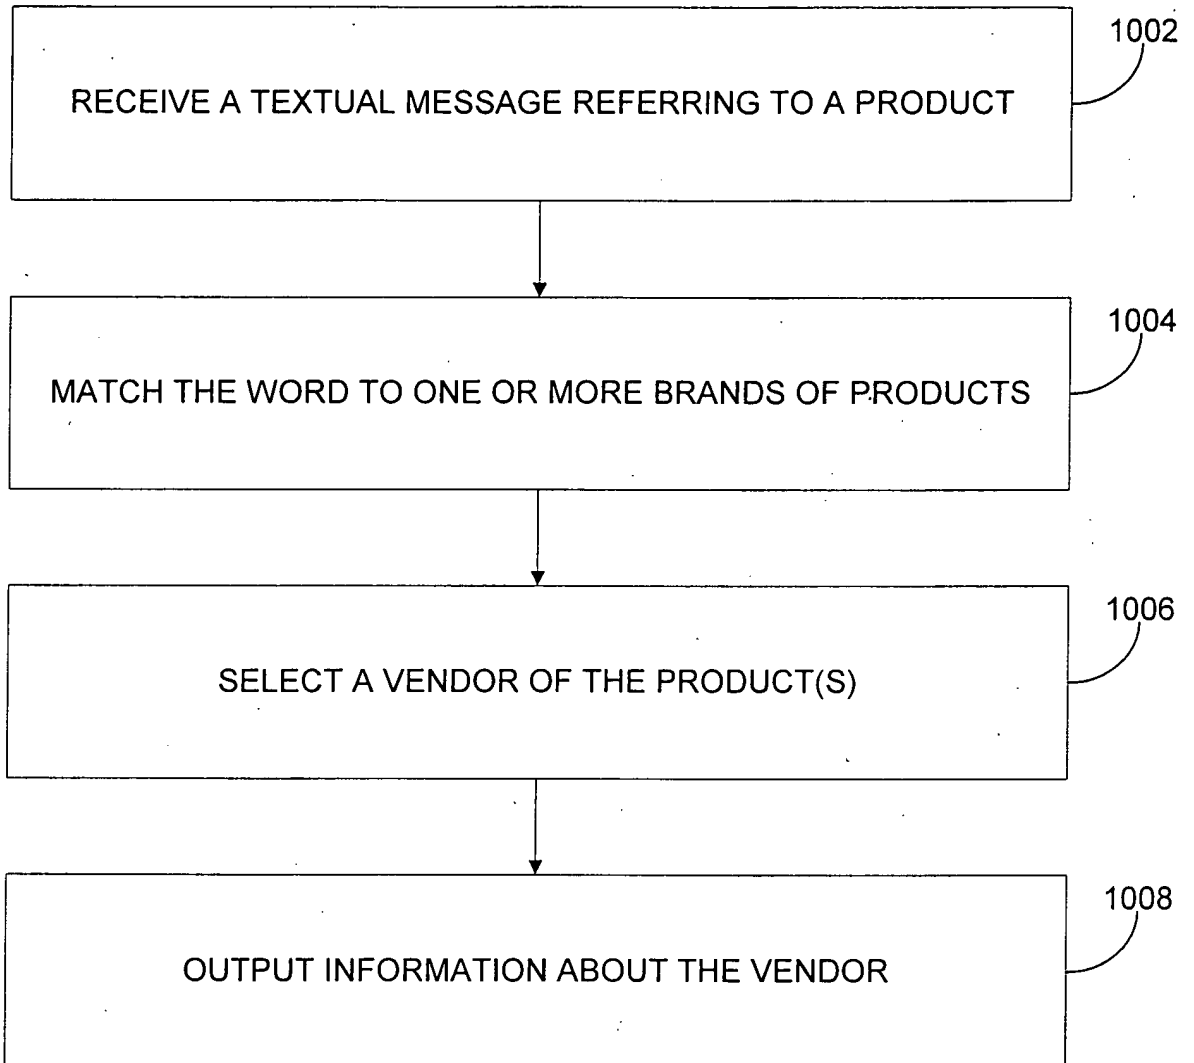 1002
RECEIVE A TEXTUAL MESSAGE REFERRING TO A PRODUCT
1004
MATCH THE WORD TO ONE OR MORE BRANDS OF PRODUCTS
1006
SELECT A VENDOR OF THE PRODUCT(S)
1008
OUTPUT INFORMATION ABOUT THE VENDOR